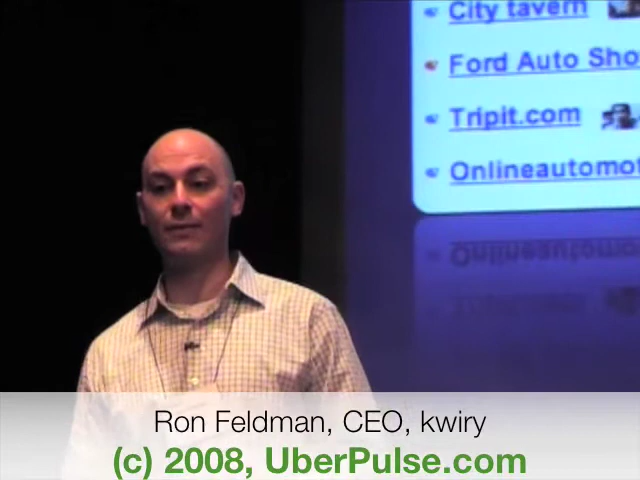 City tavern
Ford Auto Sho
Tripit.com
Onlineautomot
Ron Feldman, CEO, kwiry
(c) 2008, UberPulse.com